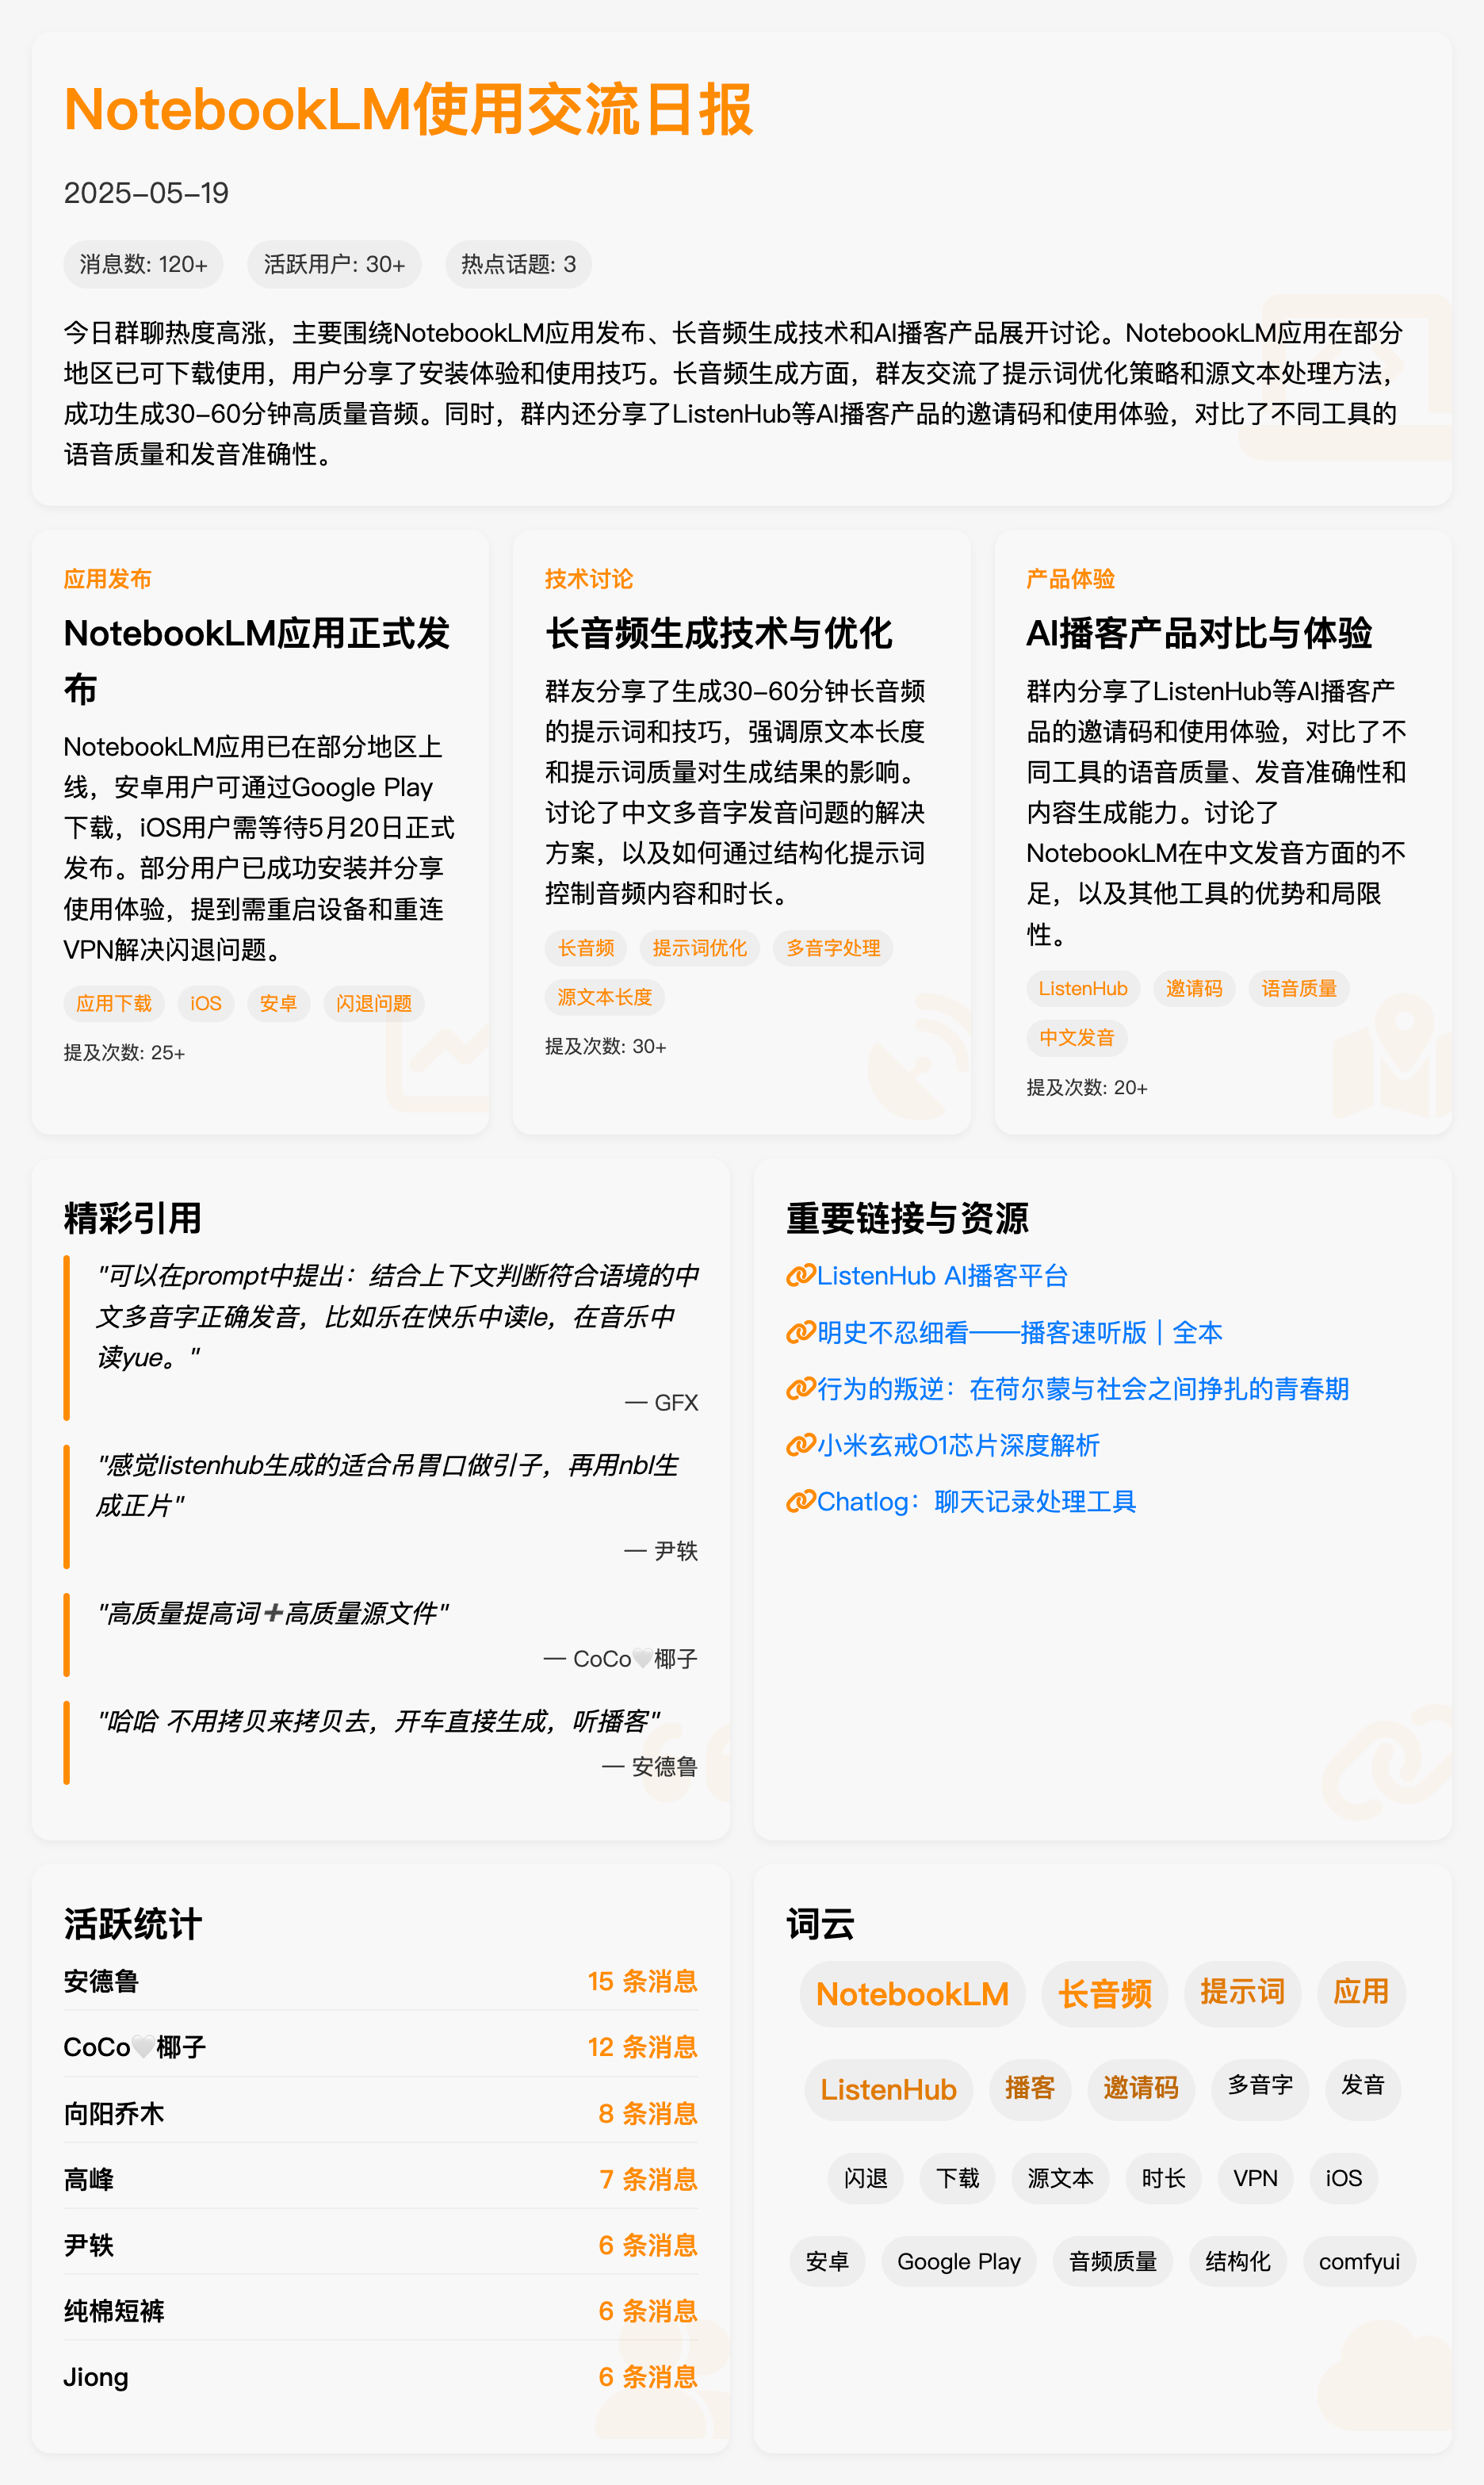 NotebookLM使用交流日报
2025-05-19
消息数: 120+
活跃用户: 30+
热点话题: 3
今日群聊热度高涨，主要围绕NotebookLM应用发布、长音频生成技术和AI播客产品展开讨论。NotebookLM应用在部分
地区已可下载使用，用户分享了安装体验和使用技巧。长音频生成方面，群友交流了提示词优化策略和源文本处理方法，
成功生成30-60分钟高质量音频。同时，群内还分享了ListenHub等AI播客产品的邀请码和使用体验，对比了不同工具的
语音质量和发音准确性。
应用发布
NotebookLM应用正式发
布
NotebookLM应用已在部分地区上
线，安卓用户可通过Google Play
下载，iOS用户需等待5月20日正式
发布。部分用户已成功安装并分享
使用体验，提到需重启设备和重连
VPN解决闪退问题。
应用下载
iOS
安卓
闪退问题
提及次数: 25+
技术讨论
长音频生成技术与优化
群友分享了生成30-60分钟长音频
的提示词和技巧，强调原文本长度
和提示词质量对生成结果的影响。
讨论了中文多音字发音问题的解决
方案，以及如何通过结构化提示词
控制音频内容和时长。
长音频
提示词优化
多音字处理
源文本长度
提及次数: 30+
产品体验
AI播客产品对比与体验
群内分享了ListenHub等AI播客产
品的邀请码和使用体验，对比了不
同工具的语音质量、发音准确性和
内容生成能力。讨论了
NotebookLM在中文发音方面的不
足，以及其他工具的优势和局限
性。
ListenHub
邀请码
语音质量
中文发音
提及次数: 20+
精彩引用
"可以在prompt中提出：结合上下文判断符合语境的中
文多音字正确发音，比如乐在快乐中读le，在音乐中
读yue。"
— GFX
"感觉listenhub生成的适合吊胃口做引子，再用nbl生
成正片"
— 尹轶
"高质量提高词➕高质量源文件"
— CoCo🤍椰子
"哈哈 不用拷贝来拷贝去，开车直接生成，听播客"
— 安德鲁
重要链接与资源
ListenHub AI播客平台
明史不忍细看——播客速听版｜全本
行为的叛逆：在荷尔蒙与社会之间挣扎的青春期
小米玄戒O1芯片深度解析
Chatlog：聊天记录处理工具
活跃统计
安德鲁 15 条消息
CoCo🤍椰子 12 条消息
向阳乔木 8 条消息
高峰 7 条消息
尹轶 6 条消息
纯棉短裤 6 条消息
Jiong 6 条消息
词云
NotebookLM 长音频 提示词 应用
ListenHub 播客 邀请码 多音字 发音
闪退 下载 源文本 时长 VPN iOS
安卓 Google Play 音频质量 结构化 comfyui